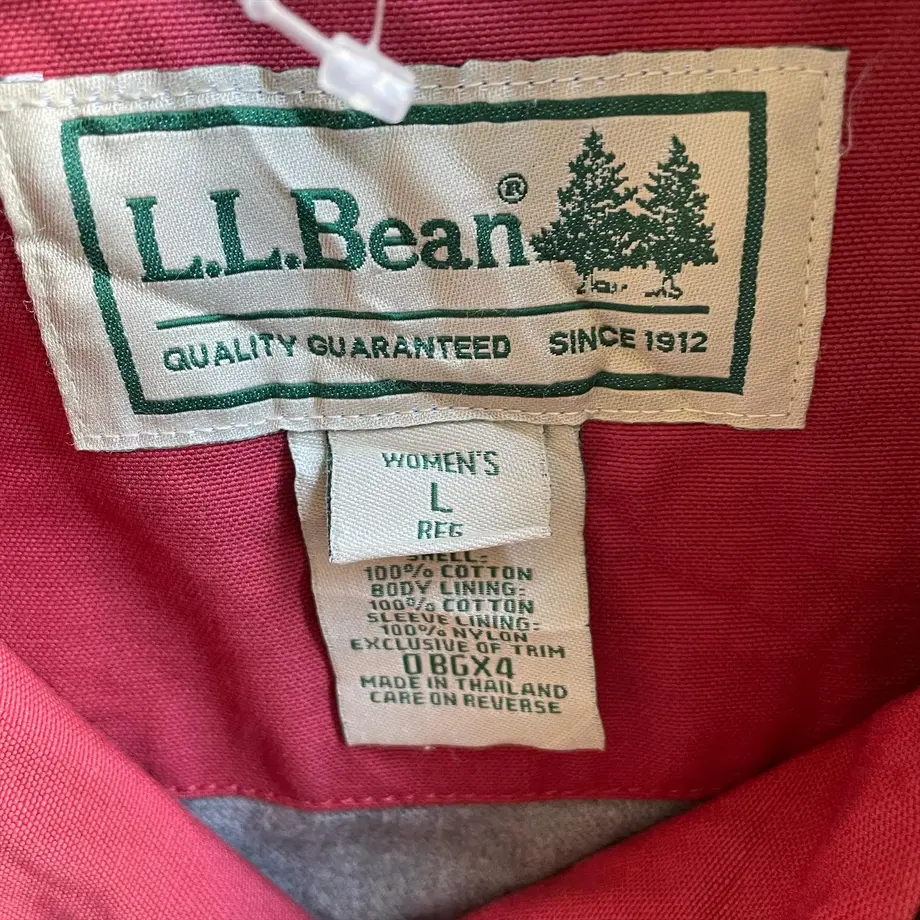 L.L.Bean®
QUALITY GUARANTEED SINCE 1912
WOMEN'S
L
REG
SHELL:
100% COTTON
BODY LINING:
100% COTTON
SLEEVE LINING:
100% NYLON
EXCLUSIVE OF TRIM
0BGX4
MADE IN THAILAND
CARE ON REVERSE